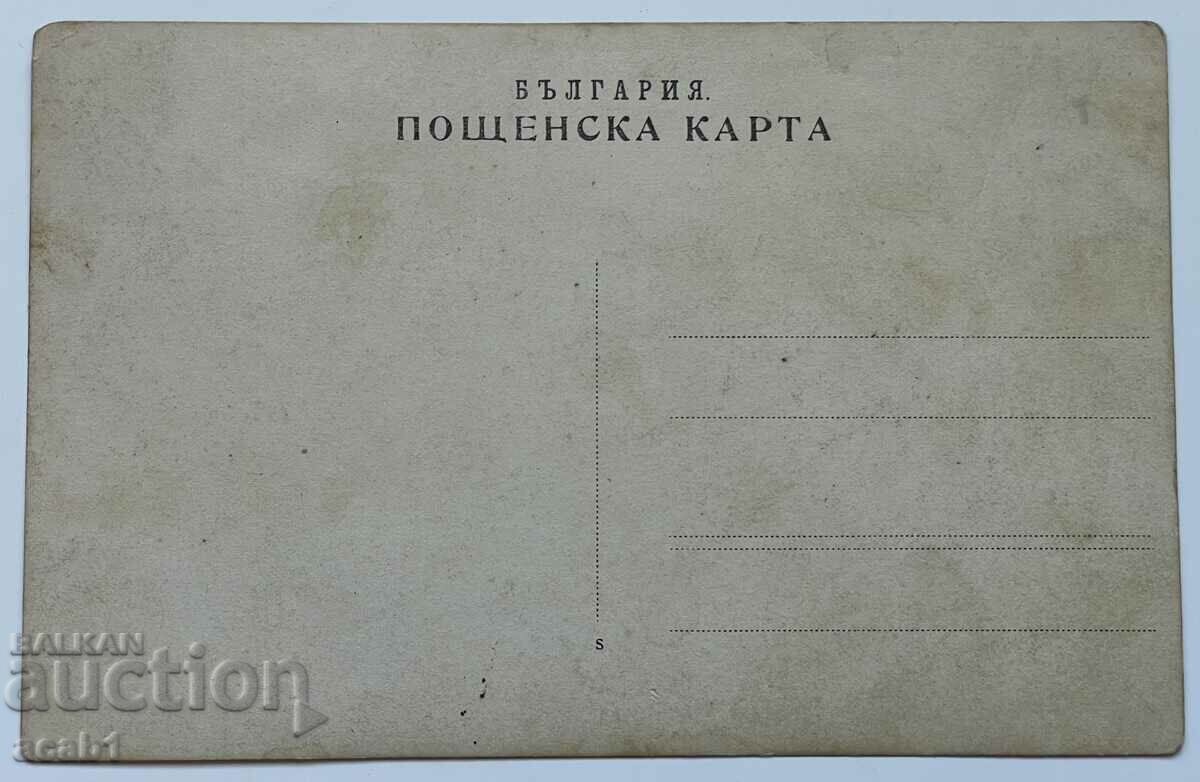 БЪЛГАРИЯ.
ПОЩЕНСКА КАРТА
S
BALKAN
auction
acab1